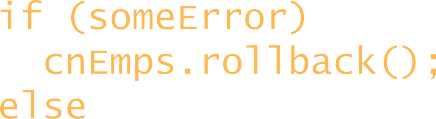 if (someError)
  cnEmps.rollback();
else